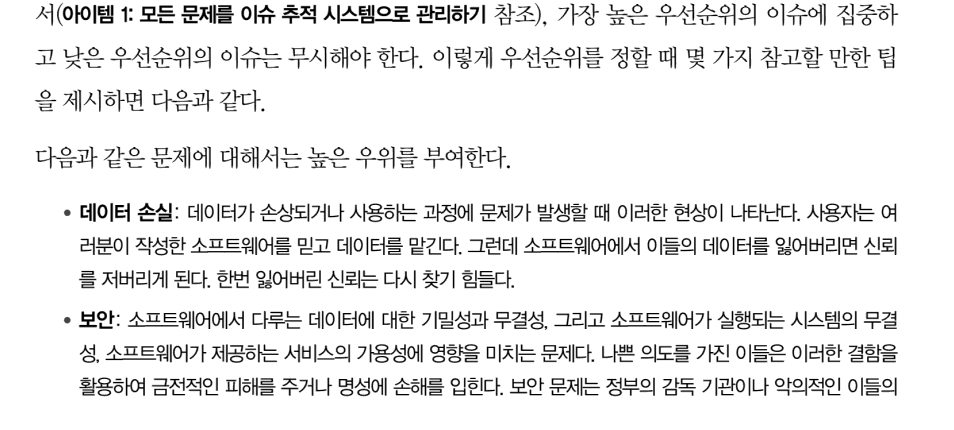 서(아이템 1: 모든 문제를 이슈 추적 시스템으로 관리하기 참조), 가장 높은 우선순위의 이슈에 집중하
고 낮은 우선순위의 이슈는 무시해야 한다. 이렇게 우선순위를 정할 때 몇 가지 참고할 만한 팁
을 제시하면 다음과 같다.
다음과 같은 문제에 대해서는 높은 우위를 부여한다.
• 데이터 손실: 데이터가 손상되거나 사용하는 과정에 문제가 발생할 때 이러한 현상이 나타난다. 사용자는 여
러분이 작성한 소프트웨어를 믿고 데이터를 맡긴다. 그런데 소프트웨어에서 이들의 데이터를 잃어버리면 신뢰
를 저버리게 된다. 한번 잃어버린 신뢰는 다시 찾기 힘들다.
• 보안: 소프트웨어에서 다루는 데이터에 대한 기밀성과 무결성, 그리고 소프트웨어가 실행되는 시스템의 무결
성, 소프트웨어가 제공하는 서비스의 가용성에 영향을 미치는 문제다. 나쁜 의도를 가진 이들은 이러한 결함을
활용하여 금전적인 피해를 주거나 명성에 손해를 입힌다. 보안 문제는 정부의 감독 기관이나 악의적인 이들의